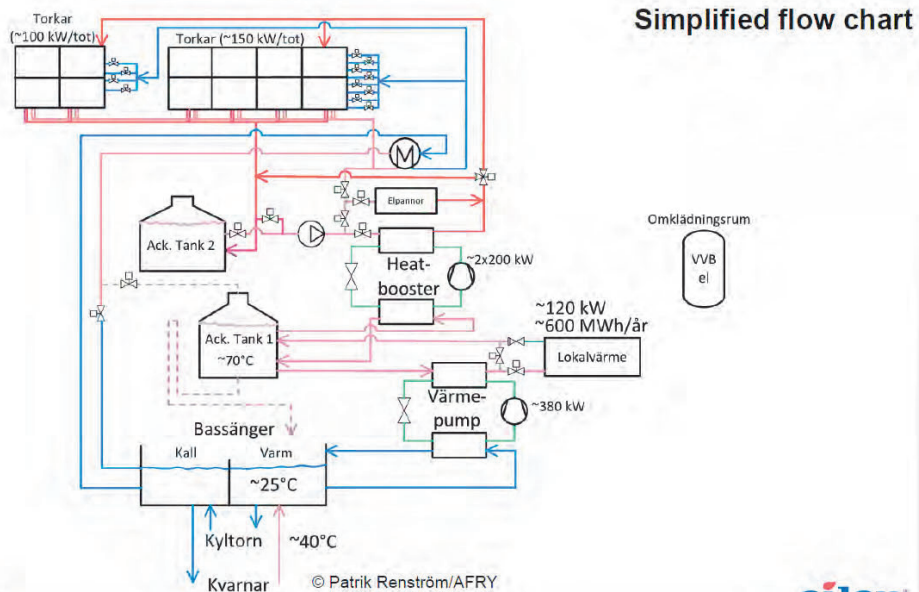 Simplified flow chart
Torkar
(~100 kW/tot)
Torkar (~150 kW/tot)
M
Elpannor
Ack. Tank 2
Heat-
booster
~2x200 kW
Omklädningsrum
VVB
el
Ack. Tank 1
~70°C
~120 kW
~600 MWh/år
Lokalvärme
Värme-
pump
~380 kW
Bassänger
Kall
Varm
~25°C
Kyltorn
~40°C
Kvarnar
© Patrik Renström/AFRY